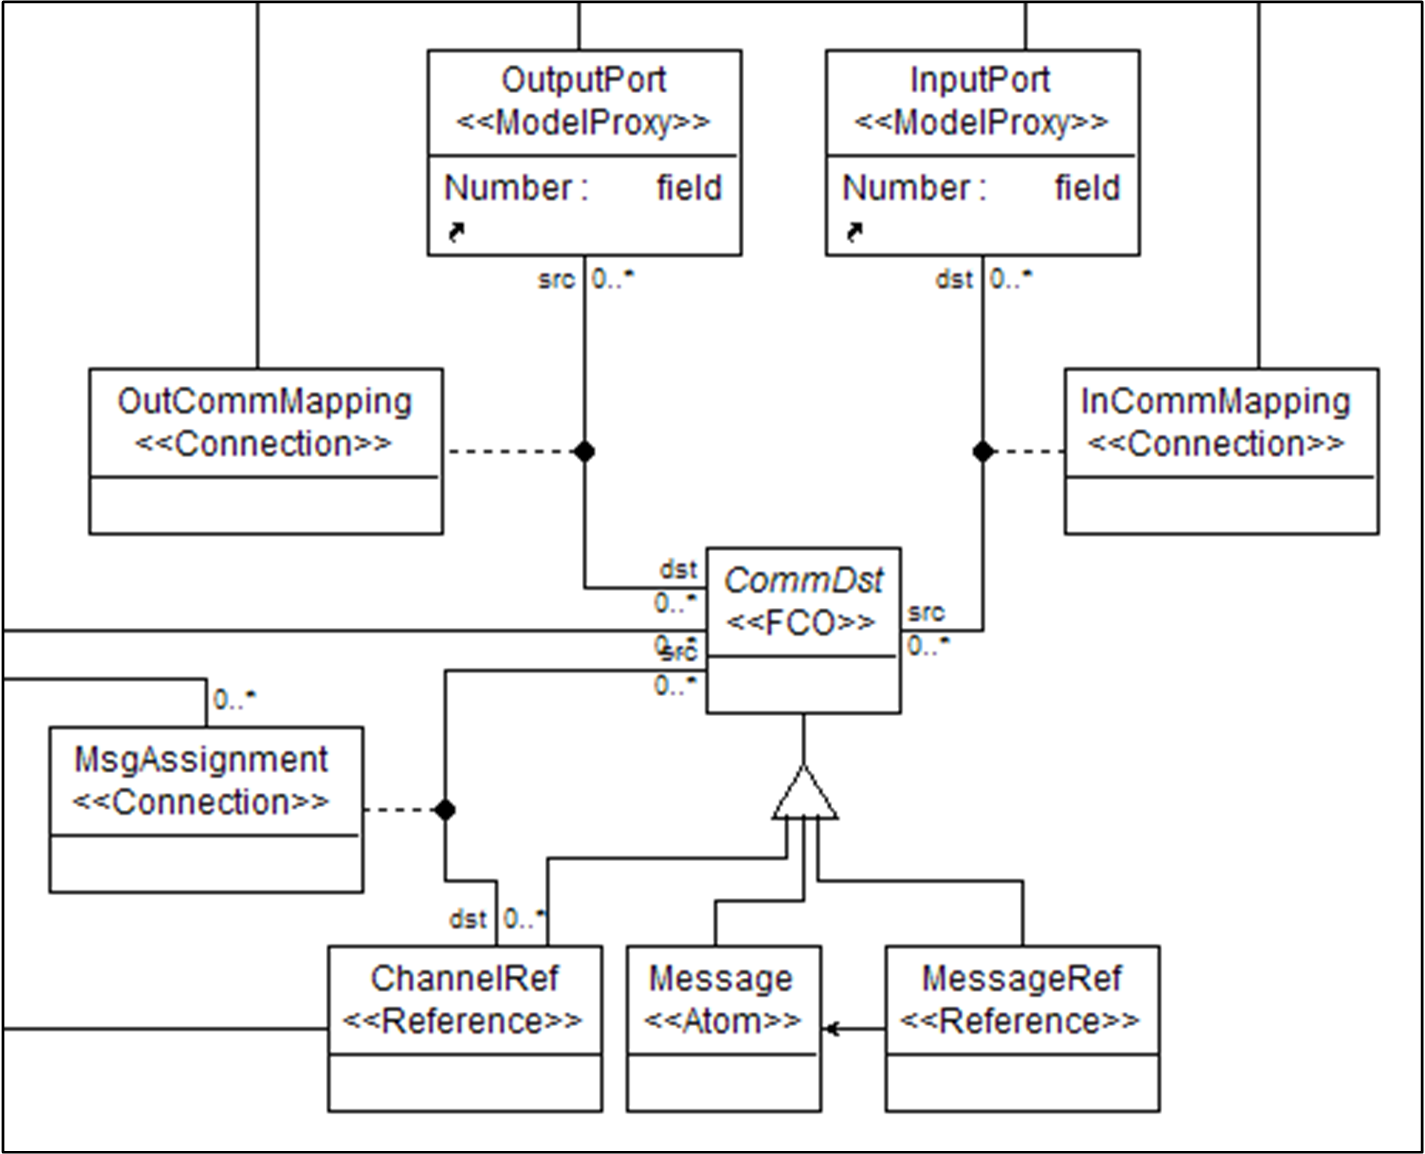 OutputPort
<<ModelProxy>>
Number : field
InputPort
<<ModelProxy>>
Number : field
src 0..*
dst 0..*
OutCommMapping
<<Connection>>
InCommMapping
<<Connection>>
dst
0..*
CommDst
<<FCO>>
src
0..*
0..*
src
0..*
0..*
MsgAssignment
<<Connection>>
dst 0..*
ChannelRef
<<Reference>>
Message
<<Atom>>
MessageRef
<<Reference>>